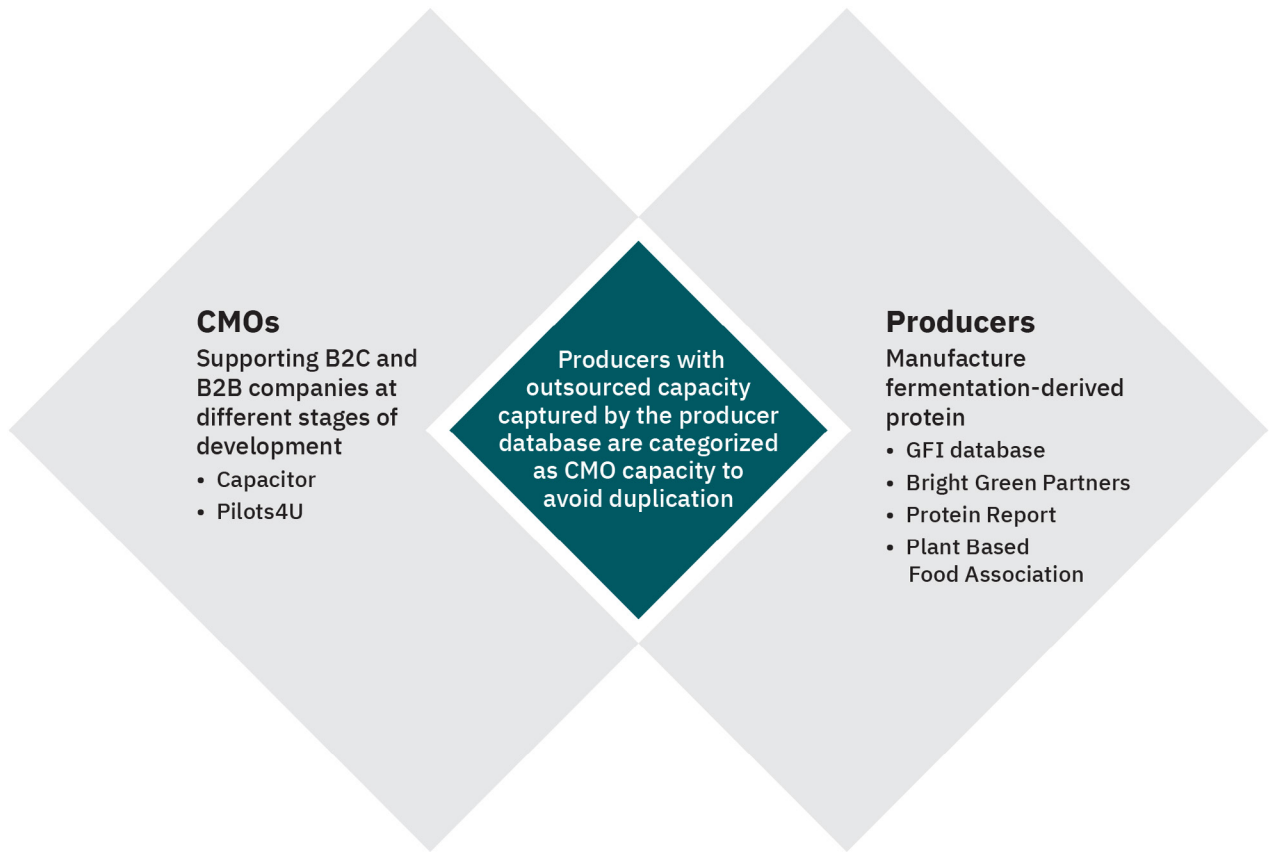 CMOs
Supporting B2C and
B2B companies at
different stages of
development
• Capacitor
• Pilots4U
Producers with
outsourced capacity
captured by the producer
database are categorized
as CMO capacity to
avoid duplication
Producers
Manufacture
fermentation-derived
protein
• GFI database
• Bright Green Partners
• Protein Report
• Plant Based
Food Association